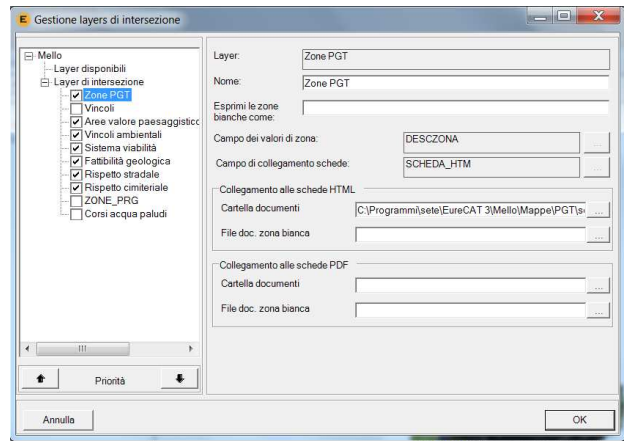 E Gestione layers di intersezione
Mello
Layer disponibili
Layer di intersezione
Zone PGT
Vincoli
Aree valore paesaggistico
Vincoli ambientali
Sistema viabilità
Fattibilità geologica
Rispetto stradale
Rispetto cimiteriale
ZONE_PRG
Corsi acqua paludi
Priorità
Layer: Zone PGT
Nome: Zone PGT
Esprimi le zone
bianche come:
Campo dei valori di zona: DESCZONA ...
Campo di collegamento schede: SCHEDA_HTM ...
Collegamento alle schede HTML
Cartella documenti C:\Programmi\sete\EureCAT 3\Mello\Mappe\PGT\s ...
File doc. zona bianca ...
Collegamento alle schede PDF
Cartella documenti ...
File doc. zona bianca ...
Annulla OK